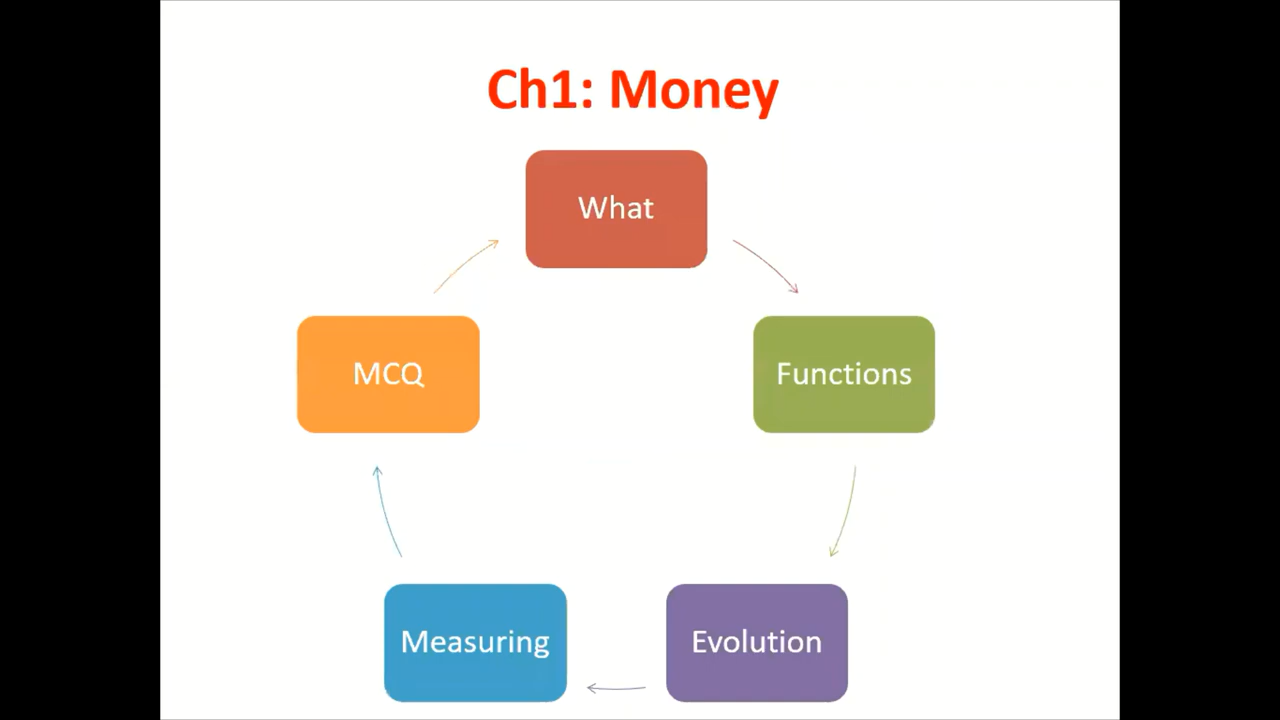 Ch1: Money
What
Functions
Evolution
Measuring
MCQ